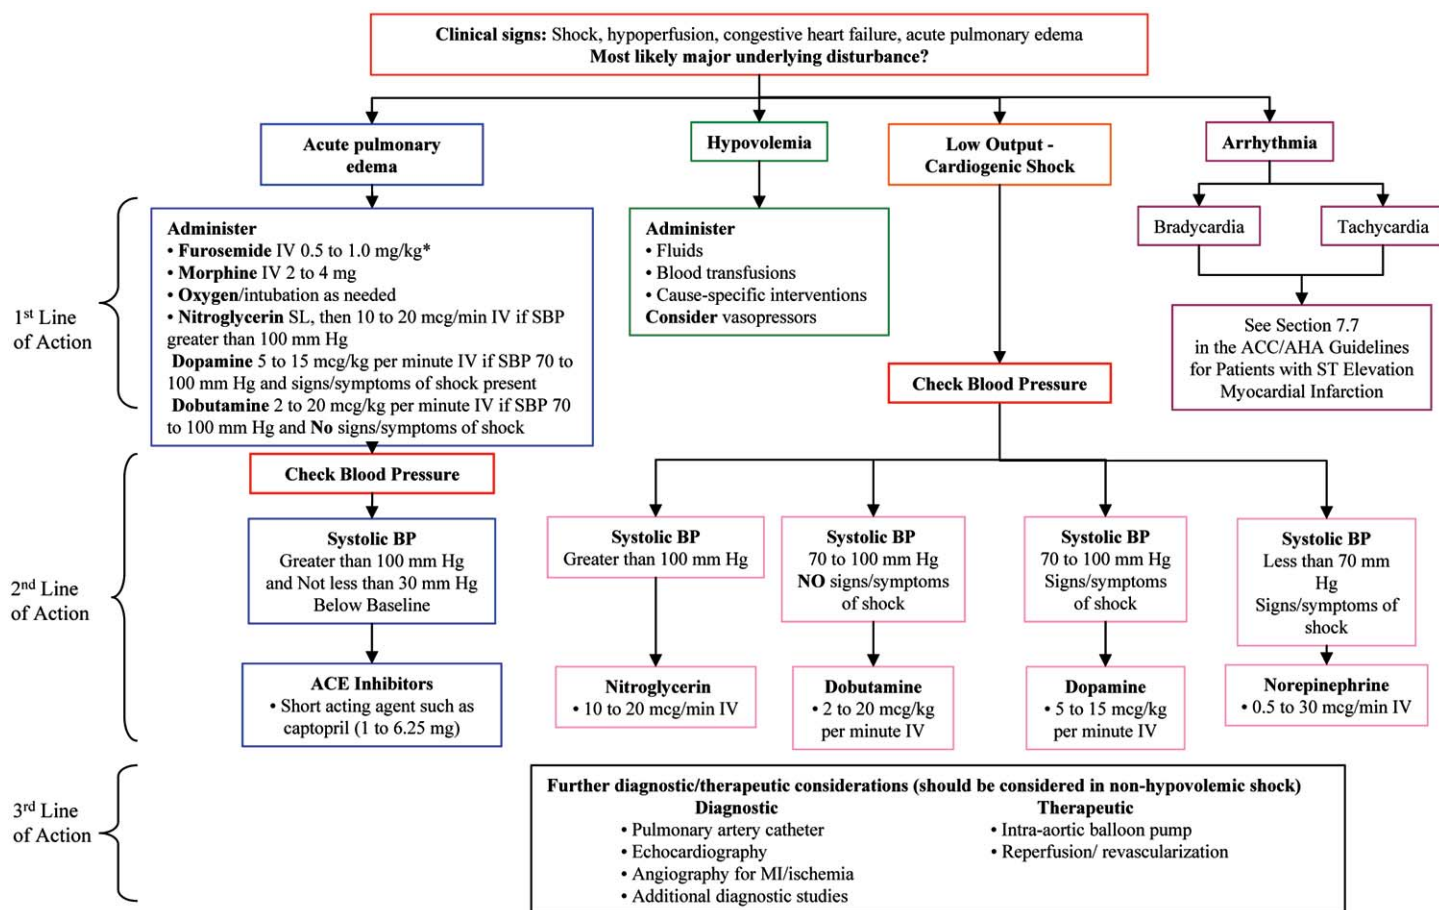 Clinical signs: Shock, hypoperfusion, congestive heart failure, acute pulmonary edema
Most likely major underlying disturbance?
Acute pulmonary
edema
Hypovolemia
Low Output -
Cardiogenic Shock
Arrhythmia
1st Line
of Action
Administer
• Furosemide IV 0.5 to 1.0 mg/kg*
• Morphine IV 2 to 4 mg
• Oxygen/intubation as needed
• Nitroglycerin SL, then 10 to 20 mcg/min IV if SBP
greater than 100 mm Hg
Dopamine 5 to 15 mcg/kg per minute IV if SBP 70 to
100 mm Hg and signs/symptoms of shock present
Dobutamine 2 to 20 mcg/kg per minute IV if SBP 70
to 100 mm Hg and No signs/symptoms of shock
Administer
• Fluids
• Blood transfusions
• Cause-specific interventions
Consider vasopressors
Check Blood Pressure
Bradycardia
Tachycardia
See Section 7.7
in the ACC/AHA Guidelines
for Patients with ST Elevation
Myocardial Infarction
2nd Line
of Action
Check Blood Pressure
Systolic BP
Greater than 100 mm Hg
and Not less than 30 mm Hg
Below Baseline
ACE Inhibitors
• Short acting agent such as
captopril (1 to 6.25 mg)
Systolic BP
Greater than 100 mm Hg
Nitroglycerin
• 10 to 20 mcg/min IV
Systolic BP
70 to 100 mm Hg
NO signs/symptoms
of shock
Dobutamine
• 2 to 20 mcg/kg
per minute IV
Systolic BP
70 to 100 mm Hg
Signs/symptoms
of shock
Dopamine
• 5 to 15 mcg/kg
per minute IV
Systolic BP
Less than 70 mm
Hg
Signs/symptoms of
shock
Norepinephrine
• 0.5 to 30 mcg/min IV
3rd Line
of Action
Further diagnostic/therapeutic considerations (should be considered in non-hypovolemic shock)
Diagnostic
• Pulmonary artery catheter
• Echocardiography
• Angiography for MI/ischemia
• Additional diagnostic studies
Therapeutic
• Intra-aortic balloon pump
• Reperfusion/ revascularization